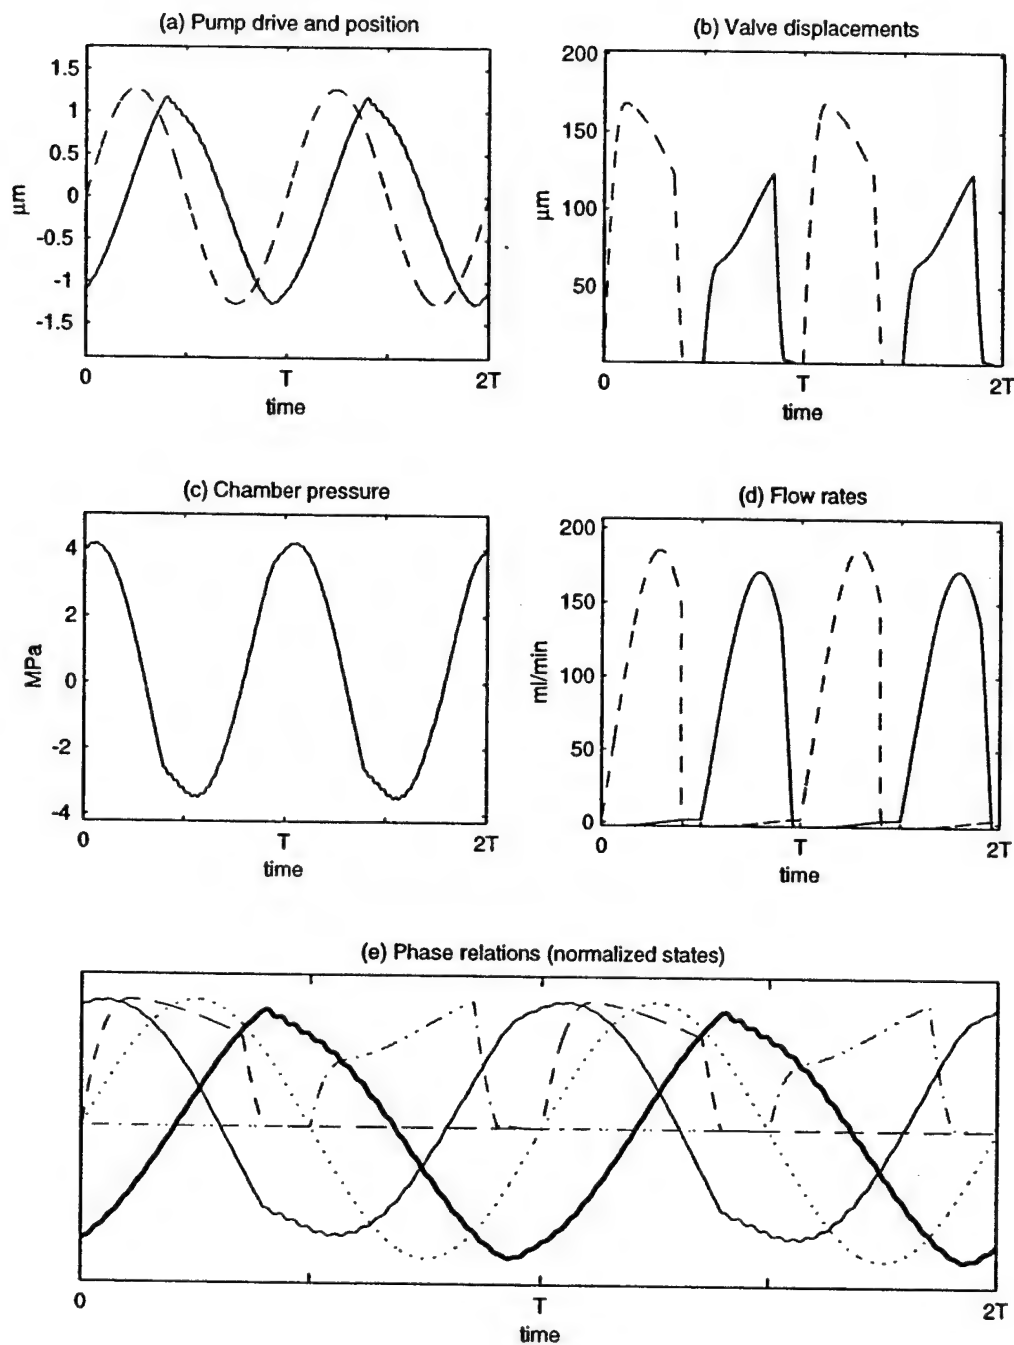 (a) Pump drive and position
1.5
1
0.5
0
-0.5
-1
-1.5
μm
0
T
2T
time
(b) Valve displacements
200
150
100
50
μm
0
T
2T
time
(c) Chamber pressure
4
2
0
-2
-4
MPa
0
T
2T
time
(d) Flow rates
200
150
100
50
0
ml/min
0
T
2T
time
(e) Phase relations (normalized states)
0
T
2T
time